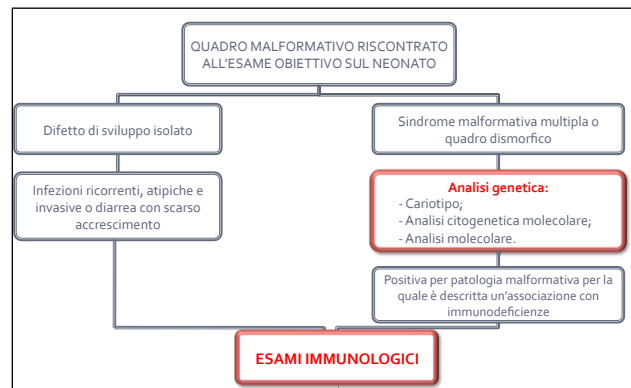 QUADRO MALFORMATIVO RISCONTRATO
ALL'ESAME OBIETTIVO SUL NEONATO
Difetto di sviluppo isolato
Sindrome malformativa multipla o
quadro dismorfico
Infezioni ricorrenti, atipiche e
invasive o diarrea con scarso
accrescimento
Analisi genetica:
- Cariotipo;
- Analisi citogenetica molecolare;
- Analisi molecolare.
Positiva per patologia malformativa per la
quale è descritta un'associazione con
immunodeficienze
ESAMI IMMUNOLOGICI